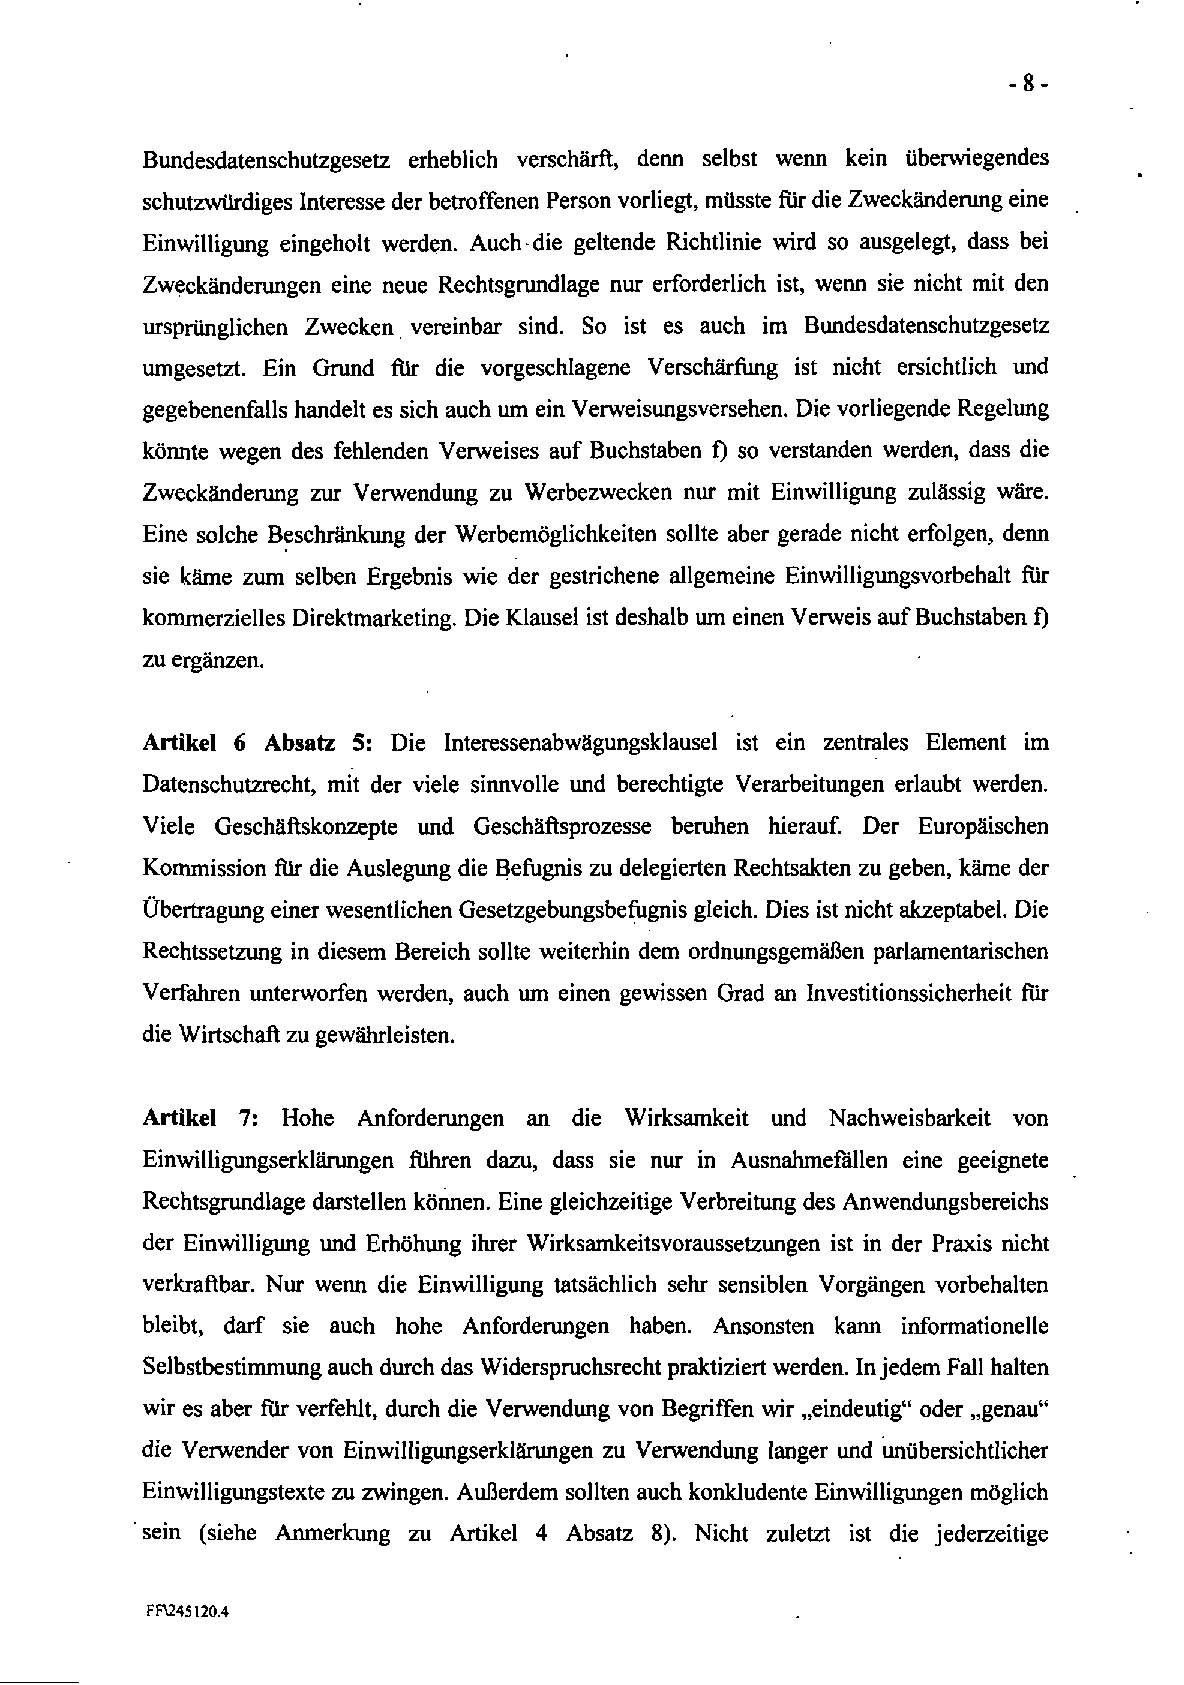 - 8 -
Bundesdatenschutzgesetz erheblich verschärft, denn selbst wenn kein überwiegendes
schutzwürdiges Interesse der betroffenen Person vorliegt, müsste für die Zweckänderung eine
Einwilligung eingeholt werden. Auch die geltende Richtlinie wird so ausgelegt, dass bei
Zweckänderungen eine neue Rechtsgrundlage nur erforderlich ist, wenn sie nicht mit den
ursprünglichen Zwecken vereinbar sind. So ist es auch im Bundesdatenschutzgesetz
umgesetzt. Ein Grund für die vorgeschlagene Verschärfung ist nicht ersichtlich und
gegebenenfalls handelt es sich auch um ein Verweisungsversehen. Die vorliegende Regelung
könnte wegen des fehlenden Verweises auf Buchstaben f) so verstanden werden, dass die
Zweckänderung zur Verwendung zu Werbezwecken nur mit Einwilligung zulässig wäre.
Eine solche Beschränkung der Werbemöglichkeiten sollte aber gerade nicht erfolgen, denn
sie käme zum selben Ergebnis wie der gestrichene allgemeine Einwilligungsvorbehalt für
kommerzielles Direktmarketing. Die Klausel ist deshalb um einen Verweis auf Buchstaben f)
zu ergänzen.
Artikel 6 Absatz 5: Die Interessenabwägungsklausel ist ein zentrales Element im
Datenschutzrecht, mit der viele sinnvolle und berechtigte Verarbeitungen erlaubt werden.
Viele Geschäftskonzepte und Geschäftsprozesse beruhen hierauf. Der Europäischen
Kommission für die Auslegung die Befugnis zu delegierten Rechtsakten zu geben, käme der
Übertragung einer wesentlichen Gesetzgebungsbefugnis gleich. Dies ist nicht akzeptabel. Die
Rechtssetzung in diesem Bereich sollte weiterhin dem ordnungsgemäßen parlamentarischen
Verfahren unterworfen werden, auch um einen gewissen Grad an Investitionssicherheit für
die Wirtschaft zu gewährleisten.
Artikel 7: Hohe Anforderungen an die Wirksamkeit und Nachweisbarkeit von
Einwilligungserklärungen führen dazu, dass sie nur in Ausnahmefällen eine geeignete
Rechtsgrundlage darstellen können. Eine gleichzeitige Verbreitung des Anwendungsbereichs
der Einwilligung und Erhöhung ihrer Wirksamkeitsvoraussetzungen ist in der Praxis nicht
verkraftbar. Nur wenn die Einwilligung tatsächlich sehr sensiblen Vorgängen vorbehalten
bleibt, darf sie auch hohe Anforderungen haben. Ansonsten kann informationelle
Selbstbestimmung auch durch das Widerspruchsrecht praktiziert werden. In jedem Fall halten
wir es aber für verfehlt, durch die Verwendung von Begriffen wir „eindeutig“ oder „genau“
die Verwender von Einwilligungserklärungen zu Verwendung langer und unübersichtlicher
Einwilligungstexte zu zwingen. Außerdem sollten auch konkludente Einwilligungen möglich
sein (siehe Anmerkung zu Artikel 4 Absatz 8). Nicht zuletzt ist die jederzeitige
FF\245120.4